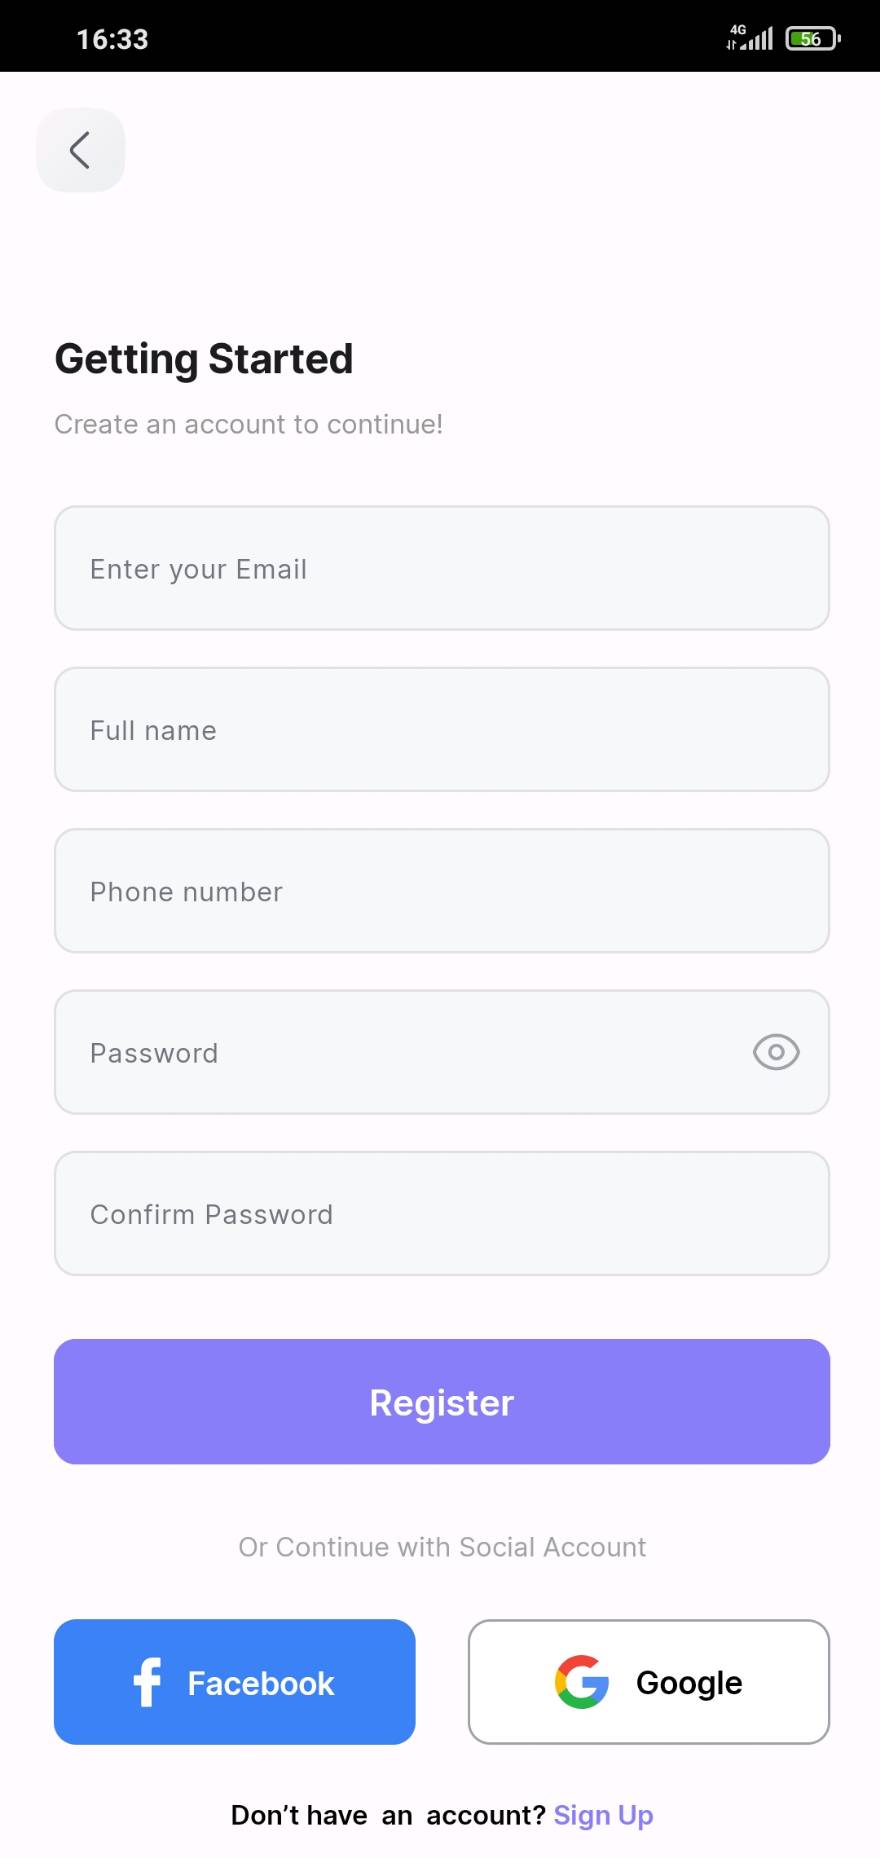 16:33
4G
56
Getting Started
Create an account to continue!
Enter your Email
Full name
Phone number
Password
Confirm Password
Register
Or Continue with Social Account
Facebook
Google
Don’t have an account? Sign Up